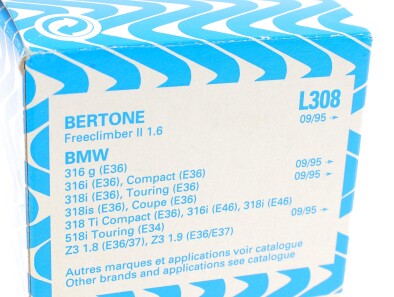 L308
BERTONE
Freeclimber II 1.6 09/95 →
BMW
316 g (E36)
316i (E36), Compact (E36) 09/95 →
318i (E36), Touring (E36) 09/95 →
318is (E36), Coupe (E36)
318 Ti Compact (E36), 316i (E46), 318i (E46)
518i Touring (E34) 09/95 →
Z3 1.8 (E36/37), Z3 1.9 (E36/E37)
Autres marques et applications voir catalogue
Other brands and applications see catalogue